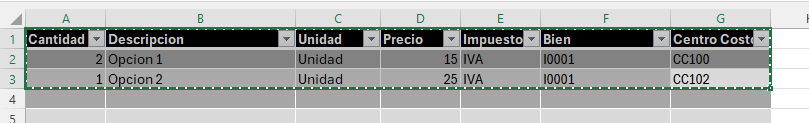 A B C D E F G
1 Cantidad Descripcion Unidad Precio Impuesto Bien Centro Costo
2 2 Opcion 1 Unidad 15 IVA I0001 CC100
3 1 Opcion 2 Unidad 25 IVA I0001 CC102
4
5